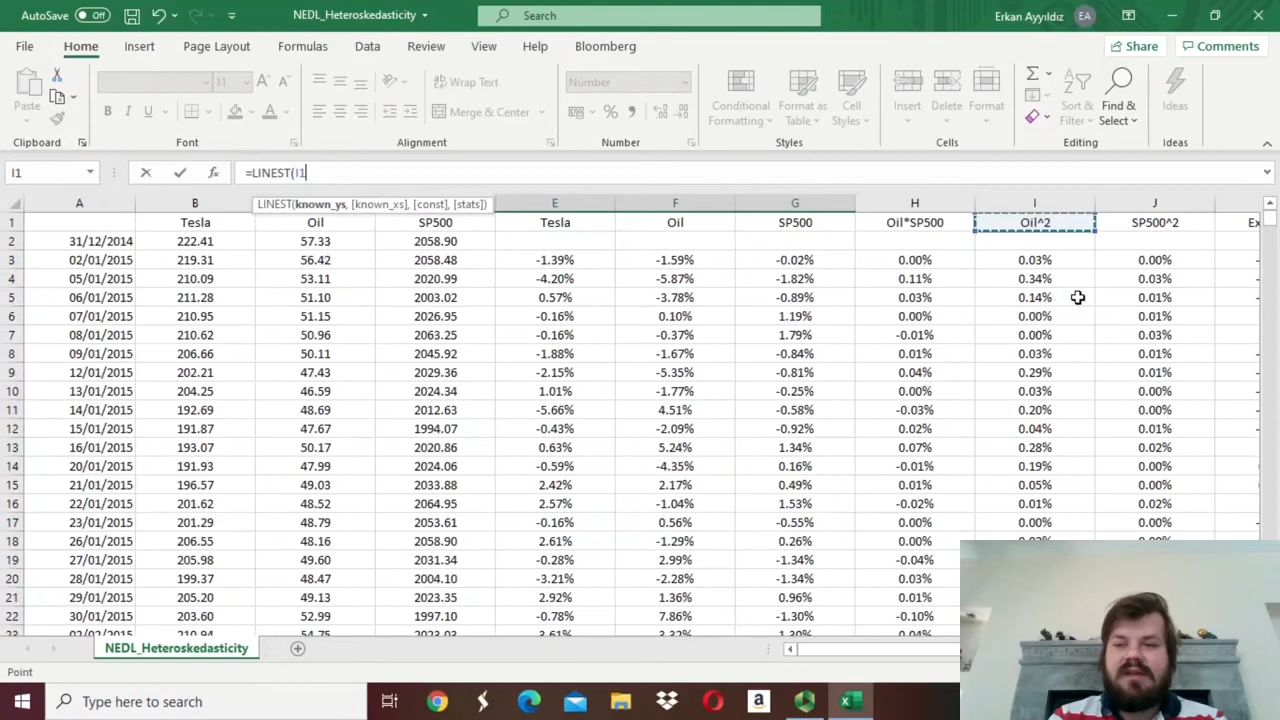 AutoSave Off NEDL_Heteroskedasticity Search Erkan Ayyıldız EA
File Home Insert Page Layout Formulas Data Review View Help Bloomberg Share Comments
Paste 11 A A Wrap Text Number Conditional Formatting Format as Table Cell Styles Insert Delete Format Sort & Filter Find & Select Ideas
B I U Merge & Center
Clipboard Font Alignment Number Styles Cells Editing Ideas
I1 fx =LINEST(I1
LINEST(known_ys, [known_xs], [const], [stats])
A B E F G H I J
1 Tesla Oil SP500 Tesla Oil SP500 Oil*SP500 Oil^2 SP500^2 Ex
2 31/12/2014 222.41 57.33 2058.90
3 02/01/2015 219.31 56.42 2058.48 -1.39% -1.59% -0.02% 0.00% 0.03% 0.00%
4 05/01/2015 210.09 53.11 2020.99 -4.20% -5.87% -1.82% 0.11% 0.34% 0.03%
5 06/01/2015 211.28 51.10 2003.02 0.57% -3.78% -0.89% 0.03% 0.14% 0.01%
6 07/01/2015 210.95 51.15 2026.95 -0.16% 0.10% 1.19% 0.00% 0.00% 0.01%
7 08/01/2015 210.62 50.96 2063.25 -0.16% -0.37% 1.79% -0.01% 0.00% 0.03%
8 09/01/2015 206.66 50.11 2045.92 -1.88% -1.67% -0.84% 0.01% 0.03% 0.01%
9 12/01/2015 202.21 47.43 2029.36 -2.15% -5.35% -0.81% 0.04% 0.29% 0.01%
10 13/01/2015 204.25 46.59 2024.34 1.01% -1.77% -0.25% 0.00% 0.03% 0.00%
11 14/01/2015 192.69 48.69 2012.63 -5.66% 4.51% -0.58% -0.03% 0.20% 0.00%
12 15/01/2015 191.87 47.67 1994.07 -0.43% -2.09% -0.92% 0.02% 0.04% 0.01%
13 16/01/2015 193.07 50.17 2020.86 0.63% 5.24% 1.34% 0.07% 0.28% 0.02%
14 20/01/2015 191.93 47.99 2024.06 -0.59% -4.35% 0.16% -0.01% 0.19% 0.00%
15 21/01/2015 196.57 49.03 2033.88 2.42% 2.17% 0.49% 0.01% 0.05% 0.00%
16 22/01/2015 201.62 48.52 2064.95 2.57% -1.04% 1.53% -0.02% 0.01% 0.02%
17 23/01/2015 201.29 48.79 2053.61 -0.16% 0.56% -0.55% 0.00% 0.00% 0.00%
18 26/01/2015 206.55 48.16 2058.90 2.61% -1.29% 0.26% 0.00%
19 27/01/2015 205.98 49.60 2031.34 -0.28% 2.99% -1.34% -0.04%
20 28/01/2015 199.37 48.47 2004.10 -3.21% -2.28% -1.34% 0.03%
21 29/01/2015 205.20 49.13 2023.35 2.92% 1.36% 0.96% 0.01%
22 30/01/2015 203.60 52.99 1997.10 -0.78% 7.86% -1.30% -0.10%
NEDL_Heteroskedasticity
Point
Type here to search